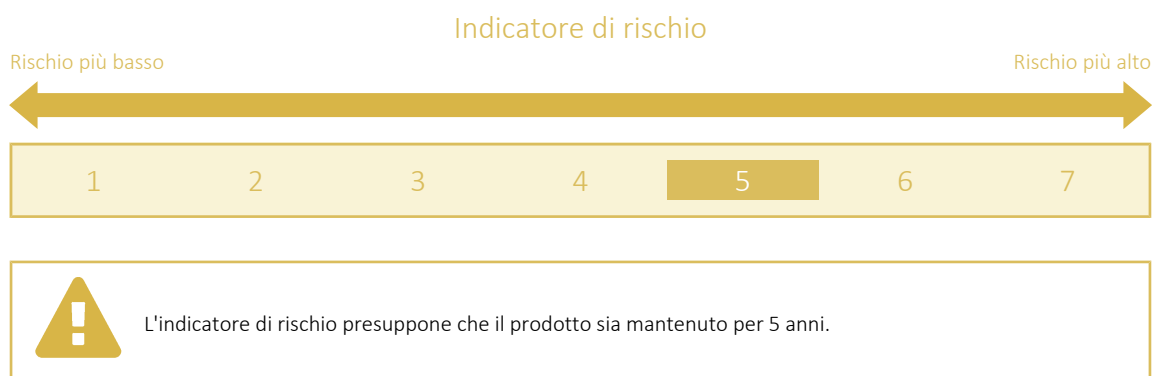 Indicatore di rischio
Rischio più basso Rischio più alto
1 2 3 4 5 6 7
L'indicatore di rischio presuppone che il prodotto sia mantenuto per 5 anni.